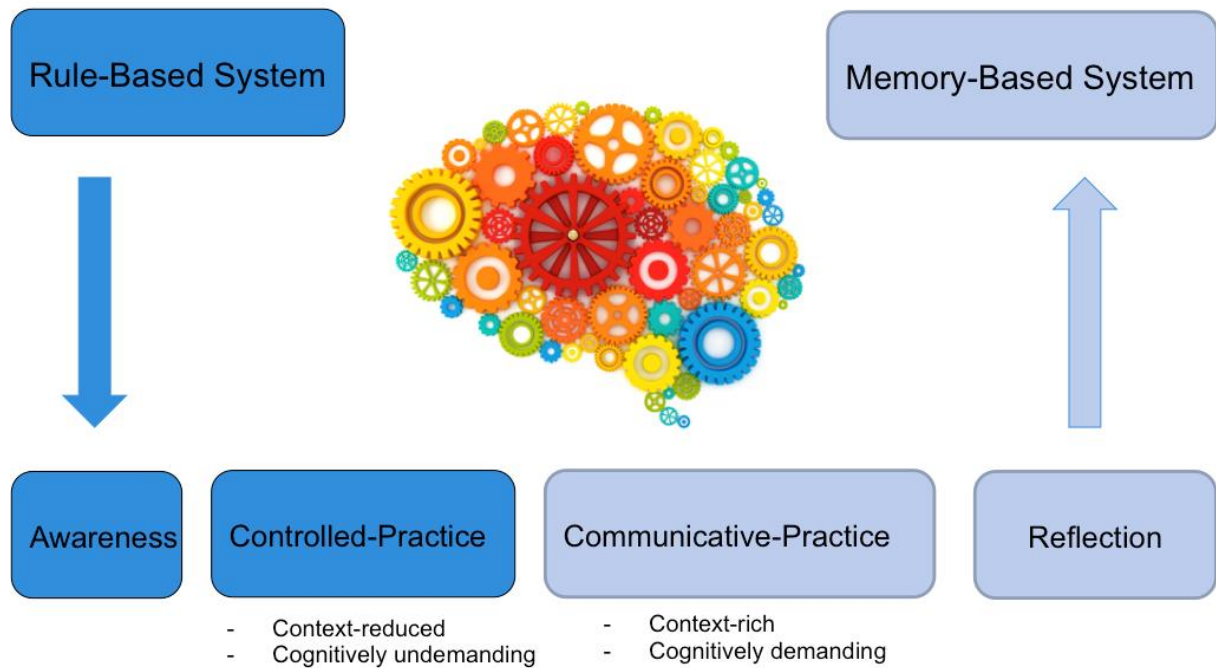 Rule-Based System
Memory-Based System
Awareness
Controlled-Practice
Communicative-Practice
Reflection
- Context-reduced
- Cognitively undemanding
- Context-rich
- Cognitively demanding